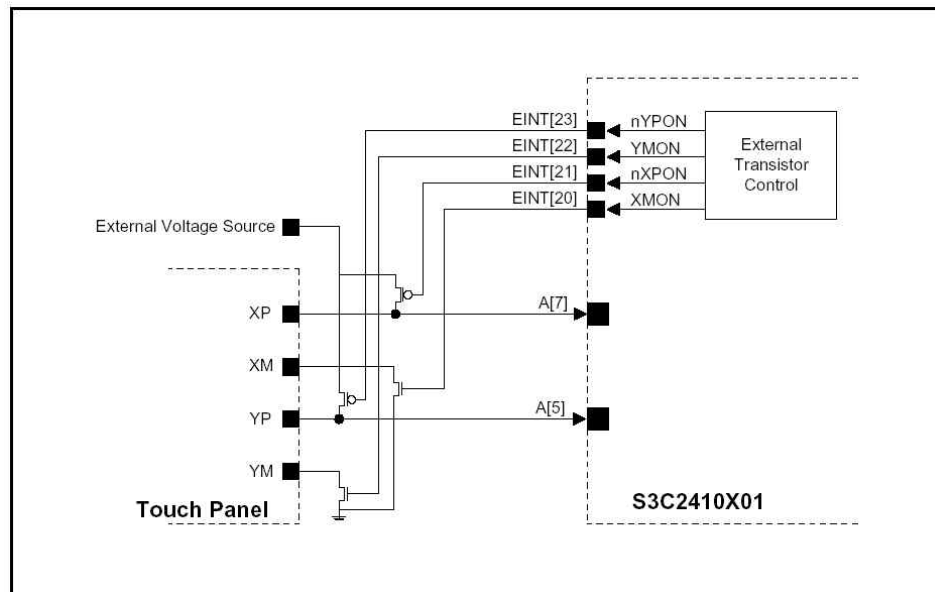 EINT[23]
nYPON
EINT[22]
YMON
EINT[21]
nXPON
EINT[20]
XMON
External
Transistor
Control
External Voltage Source
XP
A[7]
XM
YP
A[5]
YM
Touch Panel
S3C2410X01